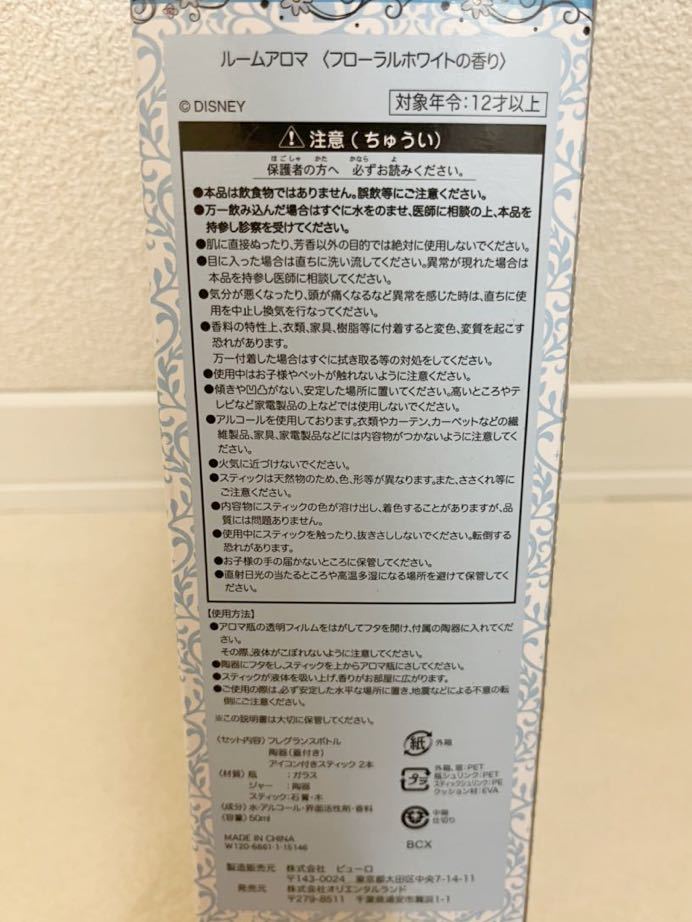 ルームアロマ 〈フローラルホワイトの香り〉
© DISNEY
対象年令:12才以上
注意(ちゅうい)
ほごしゃ かた かなら よ
保護者の方へ 必ずお読みください。
●本品は飲食物ではありません。誤飲等にご注意ください。
●万一飲み込んだ場合はすぐに水をのませ、医師に相談の上、本品を
持参し診察を受けてください。
●肌に直接ぬったり、芳香以外の目的では絶対に使用しないでください。
●目に入った場合は直ちに洗い流してください。異常が現れた場合は
本品を持参し医師に相談してください。
●気分が悪くなったり、頭が痛くなるなど異常を感じた時は、直ちに使
用を中止し換気を行なってください。
●香料の特性上、衣類、家具、樹脂等に付着すると変色、変質を起こす
恐れがあります。
万一付着した場合はすぐに拭き取る等の対処をしてください。
●使用中はお子様やペットが触れないように注意してください。
●傾きや凹凸がない、安定した場所に置いてください。高いところやテ
レビなど家電製品の上などでは使用しないでください。
●アルコールを使用しております。衣類やカーテン、カーペットなどの繊
維製品、家具、家電製品などには内容物がつかないように注意してく
ださい。
●火気に近づけないでください。
●スティックは天然物のため、色、形等が異なります。また、ささくれ等に
ご注意ください。
●内容物にスティックの色が溶け出し、着色することがありますが、品
質には問題ありません。
●使用中にスティックを触ったり、抜きさししないでください。転倒する
恐れがあります。
●お子様の手の届かないところに保管してください。
●直射日光の当たるところや高温多湿になる場所を避けて保管してくだ
さい。
【使用方法】
●アロマ瓶の透明フィルムをはがしてフタを開け、付属の陶器に入れてくだ
さい。
その際、液体がこぼれないように注意してください。
●陶器にフタをし、スティックを上からアロマ瓶にさしてください。
●スティックが液体を吸い上げ、香りがお部屋に広がります。
●ご使用の際は、必ず安定した水平な場所に置き、地震などによる不意の転
倒にご注意ください。
※この説明書は大切に保管してください。
〈セット内容〉フレグランスボトル
陶器(蓋付き)
アイコン付きスティック 2本
〈材質〉瓶 :ガラス
ジャー :陶器
スティック:石膏・木
〈成分〉水・アルコール・界面活性剤・香料
〈容量〉50ml
紙 外箱
プラ 外箱、窓:PET
瓶シュリンク:PET
スティックシュリンク:PE
クッション材:EVA
中箱
仕切り
MADE IN CHINA
W120-6861-1-15146
BCX
製造販売元 株式会社 ビューロ
〒143-0024 東京都大田区中央7-14-11
発売元 株式会社オリエンタルランド
〒279-8511 千葉県浦安市舞浜1-1